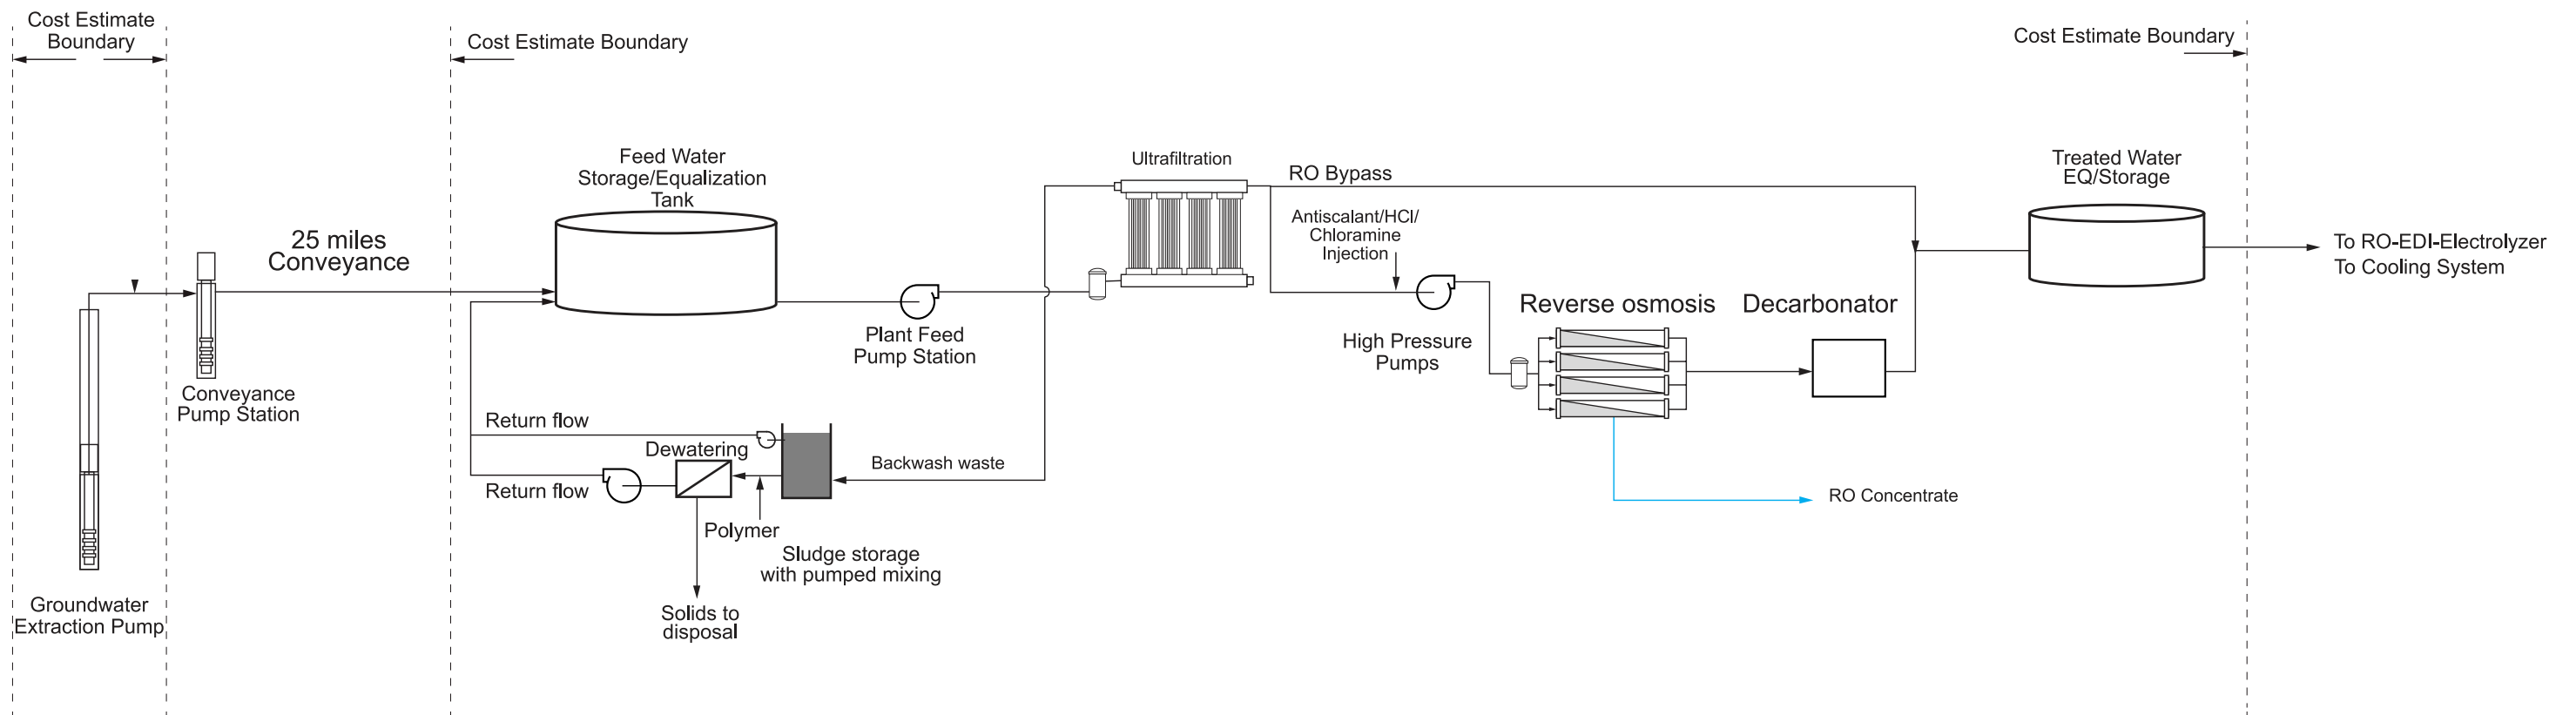 Cost Estimate
Boundary
Cost Estimate Boundary
Cost Estimate Boundary
Feed Water
Storage/Equalization
Tank
Ultrafiltration
RO Bypass
Treated Water
EQ/Storage
25 miles
Conveyance
Antiscalant/HCl/
Chloramine
Injection
To RO-EDI-Electrolyzer
To Cooling System
Reverse osmosis
Decarbonator
Plant Feed
Pump Station
High Pressure
Pumps
Conveyance
Pump Station
Return flow
Dewatering
Backwash waste
Return flow
RO Concentrate
Polymer
Sludge storage
with pumped mixing
Groundwater
Extraction Pump
Solids to
disposal